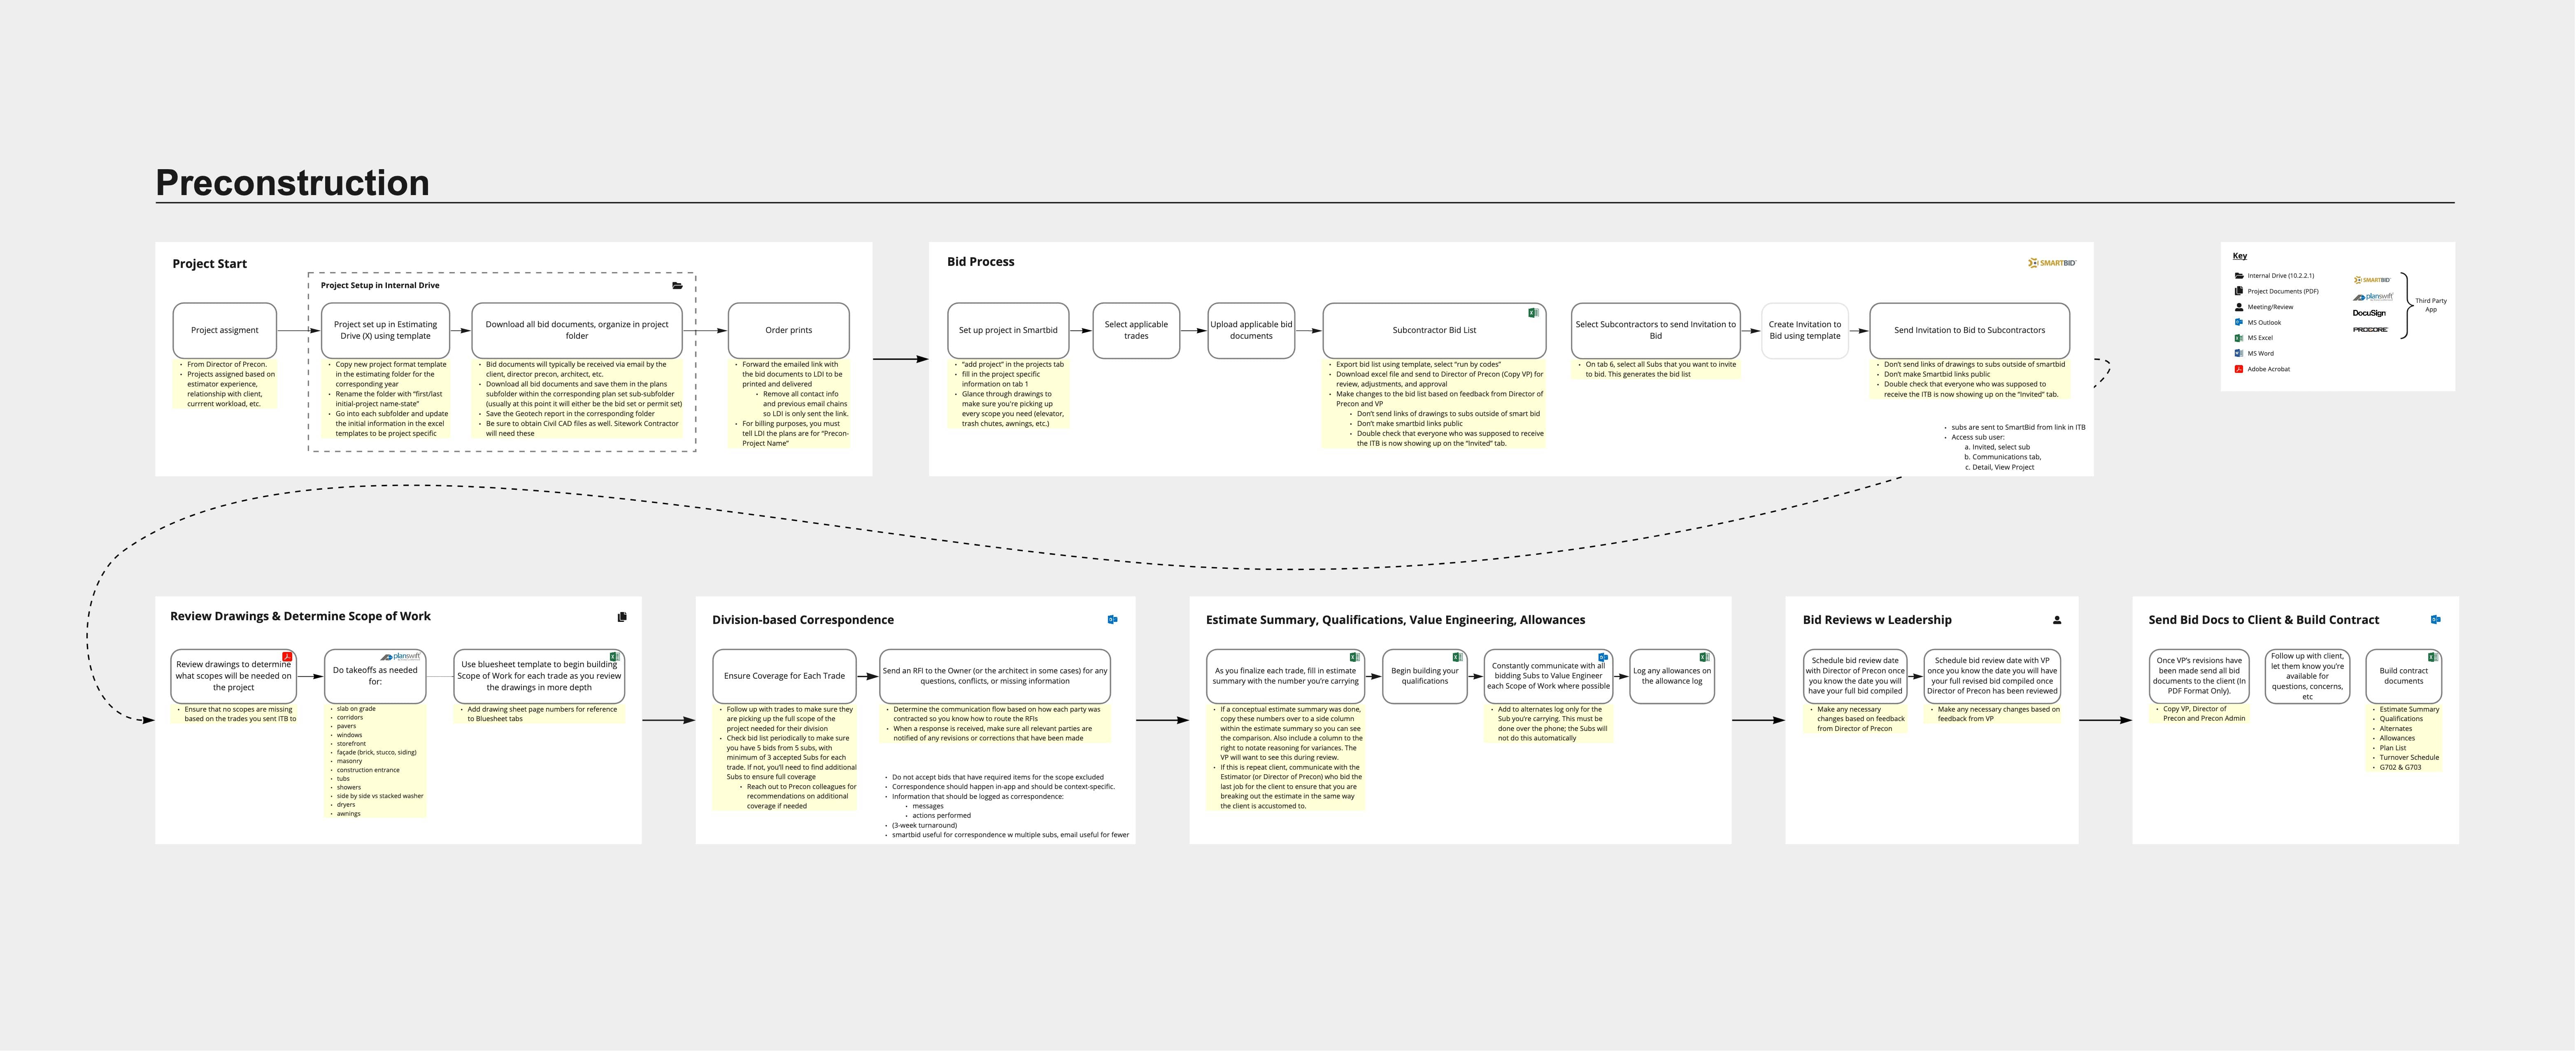 Preconstruction
Project Start
Project Setup in Internal Drive
Project assigment
• From Director of Precon.
• Projects assigned based on
estimator experience,
relationship with client,
currrent workload, etc.
Project set up in Estimating
Drive (X) using template
• Copy new project format template
in the estimating folder for the
corresponding year
• Rename the folder with “first/last
initial-project name-state”
• Go into each subfolder and update
the initial information in the excel
templates to be project specific
Download all bid documents, organize in project
folder
• Bid documents will typically be received via email by the
client, director precon, architect, etc.
• Download all bid documents and save them in the plans
subfolder within the corresponding plan set sub-subfolder
(usually at this point it will either be the bid set or permit set)
• Save the Geotech report in the corresponding folder
• Be sure to obtain Civil CAD files as well. Sitework Contractor
will need these
Order prints
• Forward the emailed link with
the bid documents to LDI to be
printed and delivered
• Remove all contact info
and previous email chains
so LDI is only sent the link.
• For billing purposes, you must
tell LDI the plans are for “Precon-
Project Name”
Bid Process
SMARTBID
Set up project in Smartbid
• “add project” in the projects tab
• fill in the project specific
information on tab 1
• Glance through drawings to
make sure you're picking up
every scope you need (elevator,
trash chutes, awnings, etc.)
Select applicable
trades
Upload applicable bid
documents
Subcontractor Bid List
• Export bid list using template, select “run by codes”
• Download excel file and send to Director of Precon (Copy VP) for
review, adjustments, and approval
• Make changes to the bid list based on feedback from Director of
Precon and VP
• Don’t send links of drawings to subs outside of smart bid
• Don’t make smartbid links public
• Double check that everyone who was supposed to receive
the ITB is now showing up on the “Invited” tab.
Select Subcontractors to send Invitation to
Bid
• On tab 6, select all Subs that you want to invite
to bid. This generates the bid list
Create Invitation to
Bid using template
Send Invitation to Bid to Subcontractors
• Don’t send links of drawings to subs outside of smartbid
• Don’t make Smartbid links public
• Double check that everyone who was supposed to
receive the ITB is now showing up on the “Invited” tab.
• subs are sent to SmartBid from link in ITB
• Access sub user:
a. Invited, select sub
b. Communications tab,
c. Detail, View Project
Key
Internal Drive (10.2.2.1)
Project Documents (PDF)
Meeting/Review
MS Outlook
MS Excel
MS Word
Adobe Acrobat
SMARTBID
planswift
DocuSign
PROCORE
Third Party
App
Review Drawings & Determine Scope of Work
Review drawings to determine
what scopes will be needed on
the project
• Ensure that no scopes are missing
based on the trades you sent ITB to
planswift
Do takeoffs as needed
for:
• slab on grade
• corridors
• pavers
• windows
• storefront
• façade (brick, stucco, siding)
• masonry
• construction entrance
• tubs
• showers
• side by side vs stacked washer
• dryers
• awnings
Use bluesheet template to begin building
Scope of Work for each trade as you review
the drawings in more depth
• Add drawing sheet page numbers for reference
to Bluesheet tabs
Division-based Correspondence
Ensure Coverage for Each Trade
• Follow up with trades to make sure they
are picking up the full scope of the
project needed for their division
• Check bid list periodically to make sure
you have 5 bids from 5 subs, with
minimum of 3 accepted Subs for each
trade. If not, you'll need to find additional
Subs to ensure full coverage
• Reach out to Precon colleagues for
recommendations on additional
coverage if needed
Send an RFI to the Owner (or the architect in some cases) for any
questions, conflicts, or missing information
• Determine the communication flow based on how each party was
contracted so you know how to route the RFIs
• When a response is received, make sure all relevant parties are
notified of any revisions or corrections that have been made
• Do not accept bids that have required items for the scope excluded
• Correspondence should happen in-app and should be context-specific.
• Information that should be logged as correspondence:
• messages
• actions performed
• (3-week turnaround)
• smartbid useful for correspondence w multiple subs, email useful for fewer
Estimate Summary, Qualifications, Value Engineering, Allowances
As you finalize each trade, fill in estimate
summary with the number you're carrying
• If a conceptual estimate summary was done,
copy these numbers over to a side column
within the estimate summary so you can see
the comparison. Also include a column to the
right to notate reasoning for variances. The
VP will want to see this during review.
• If this is repeat client, communicate with the
Estimator (or Director of Precon) who bid the
last job for the client to ensure that you are
breaking out the estimate in the same way
the client is accustomed to.
Begin building your
qualifications
Constantly communicate with all
bidding Subs to Value Engineer
each Scope of Work where possible
• Add to alternates log only for the
Sub you're carrying. This must be
done over the phone; the Subs will
not do this automatically
Log any allowances on
the allowance log
Bid Reviews w Leadership
Schedule bid review date
with Director of Precon once
you know the date you will
have your full bid compiled
• Make any necessary
changes based on feedback
from Director of Precon
Schedule bid review date with VP
once you know the date you will have
your full revised bid compiled once
Director of Precon has been reviewed
• Make any necessary changes based on
feedback from VP
Send Bid Docs to Client & Build Contract
Once VP's revisions have
been made send all bid
documents to the client (In
PDF Format Only).
• Copy VP, Director of
Precon and Precon Admin
Follow up with client,
let them know you're
available for
questions, concerns,
etc
Build contract
documents
• Estimate Summary
• Qualifications
• Alternates
• Allowances
• Plan List
• Turnover Schedule
• G702 & G703